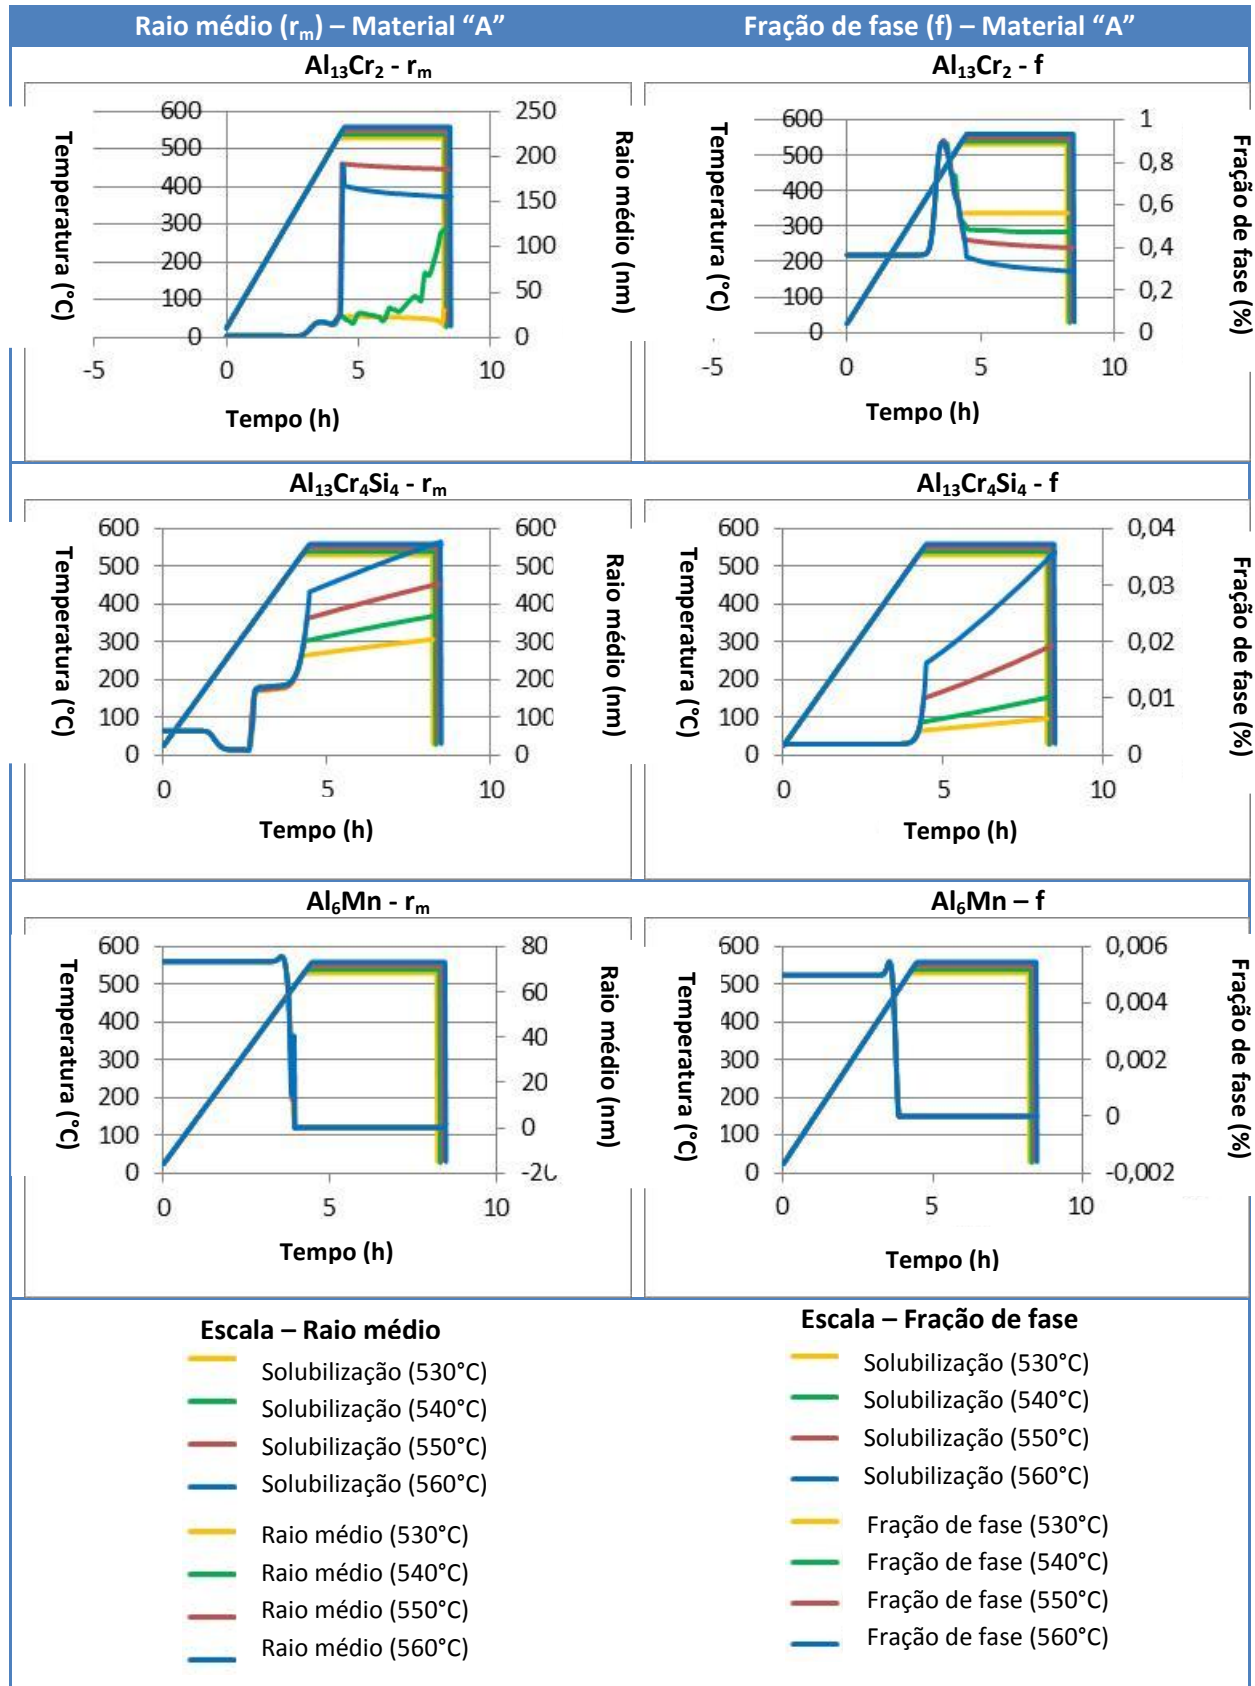 Raio médio (rₘ) – Material “A”
Fração de fase (f) – Material “A”
Al₁₃Cr₂ - rₘ
Temperatura (°C)
600
500
400
300
200
100
0
250
200
150
100
50
0
Raio médio (nm)
-5
0
5
10
Tempo (h)
Al₁₃Cr₂ - f
Temperatura (°C)
600
500
400
300
200
100
0
1
0,8
0,6
0,4
0,2
0
Fração de fase (%)
-5
0
5
10
Tempo (h)
Al₁₃Cr₄Si₄ - rₘ
Temperatura (°C)
600
500
400
300
200
100
0
600
500
400
300
200
100
0
Raio médio (nm)
0
5
10
Tempo (h)
Al₁₃Cr₄Si₄ - f
Temperatura (°C)
600
500
400
300
200
100
0
0,04
0,03
0,02
0,01
0
Fração de fase (%)
0
5
10
Tempo (h)
Al₆Mn - rₘ
Temperatura (°C)
600
500
400
300
200
100
0
80
60
40
20
0
-20
Raio médio (nm)
0
5
10
Tempo (h)
Al₆Mn – f
Temperatura (°C)
600
500
400
300
200
100
0
0,006
0,004
0,002
0
-0,002
Fração de fase (%)
0
5
10
Tempo (h)
Escala – Raio médio
Solubilização (530°C)
Solubilização (540°C)
Solubilização (550°C)
Solubilização (560°C)
Raio médio (530°C)
Raio médio (540°C)
Raio médio (550°C)
Raio médio (560°C)
Escala – Fração de fase
Solubilização (530°C)
Solubilização (540°C)
Solubilização (550°C)
Solubilização (560°C)
Fração de fase (530°C)
Fração de fase (540°C)
Fração de fase (550°C)
Fração de fase (560°C)